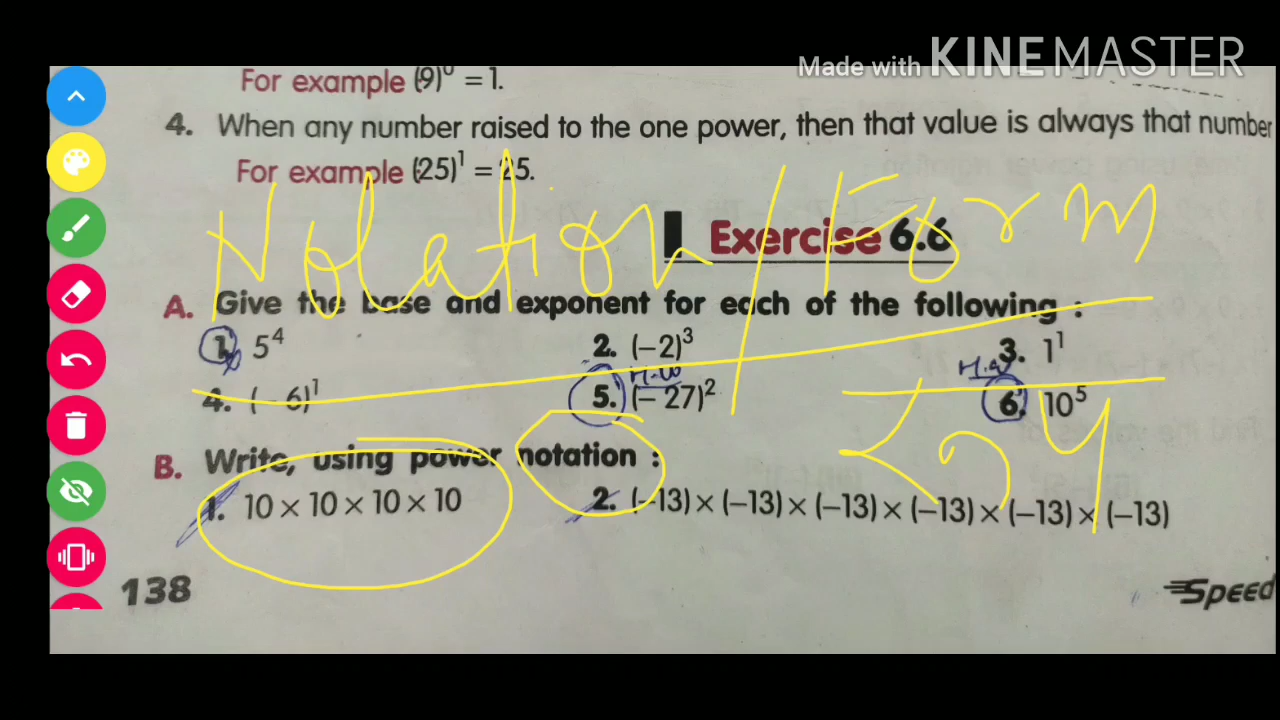 Made with KINEMASTER
For example (9)⁰ = 1.
4. When any number raised to the one power, then that value is always that number
For example (25)¹ = 25.
Notation / Form
Exercise 6.6
A. Give the base and exponent for each of the following :
1. 5⁴ 2. (−2)³ 3. 1¹
H.W H.W
4. (− 6)¹ 5. (− 27)² 6. 10⁵
B. Write, using power notation :
1. 10 × 10 × 10 × 10 2. (−13) × (−13) × (−13) × (−13) × (−13) × (−13)
138
Speed